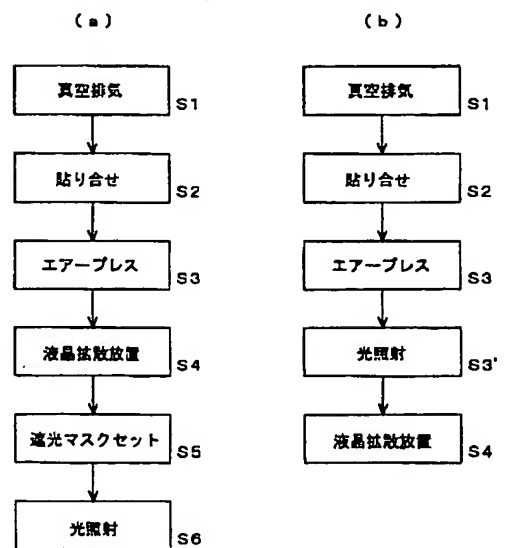 (a)
真空排気
S1
貼り合せ
S2
エアープレス
S3
液晶拡散放置
S4
遮光マスクセット
S5
光照射
S6
(b)
真空排気
S1
貼り合せ
S2
エアープレス
S3
光照射
S3'
液晶拡散放置
S4